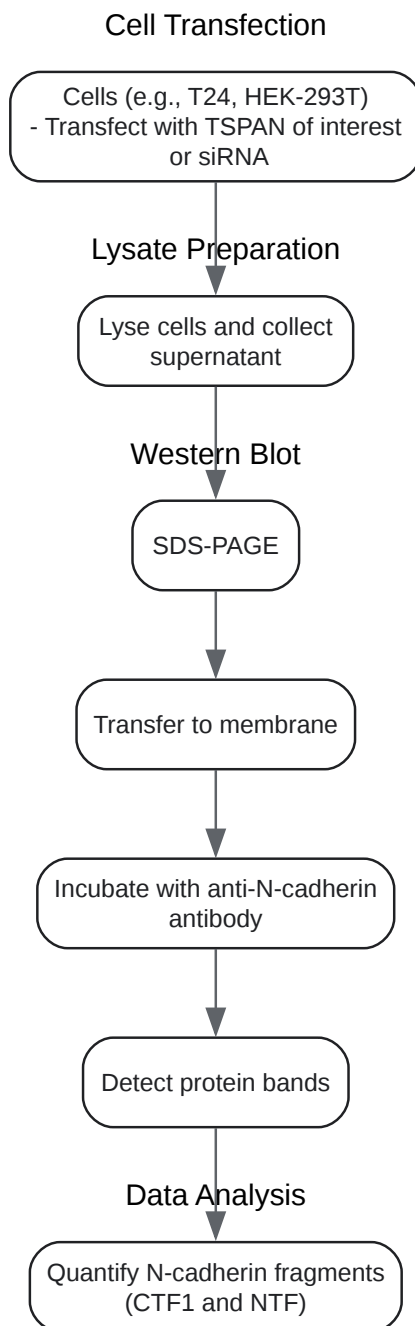 Cell Transfection
Cells (e.g., T24, HEK-293T)
- Transfect with TSPAN of interest
or siRNA
Lysate Preparation
Lyse cells and collect
supernatant
Western Blot
SDS-PAGE
Transfer to membrane
Incubate with anti-N-cadherin
antibody
Detect protein bands
Data Analysis
Quantify N-cadherin fragments
(CTF1 and NTF)